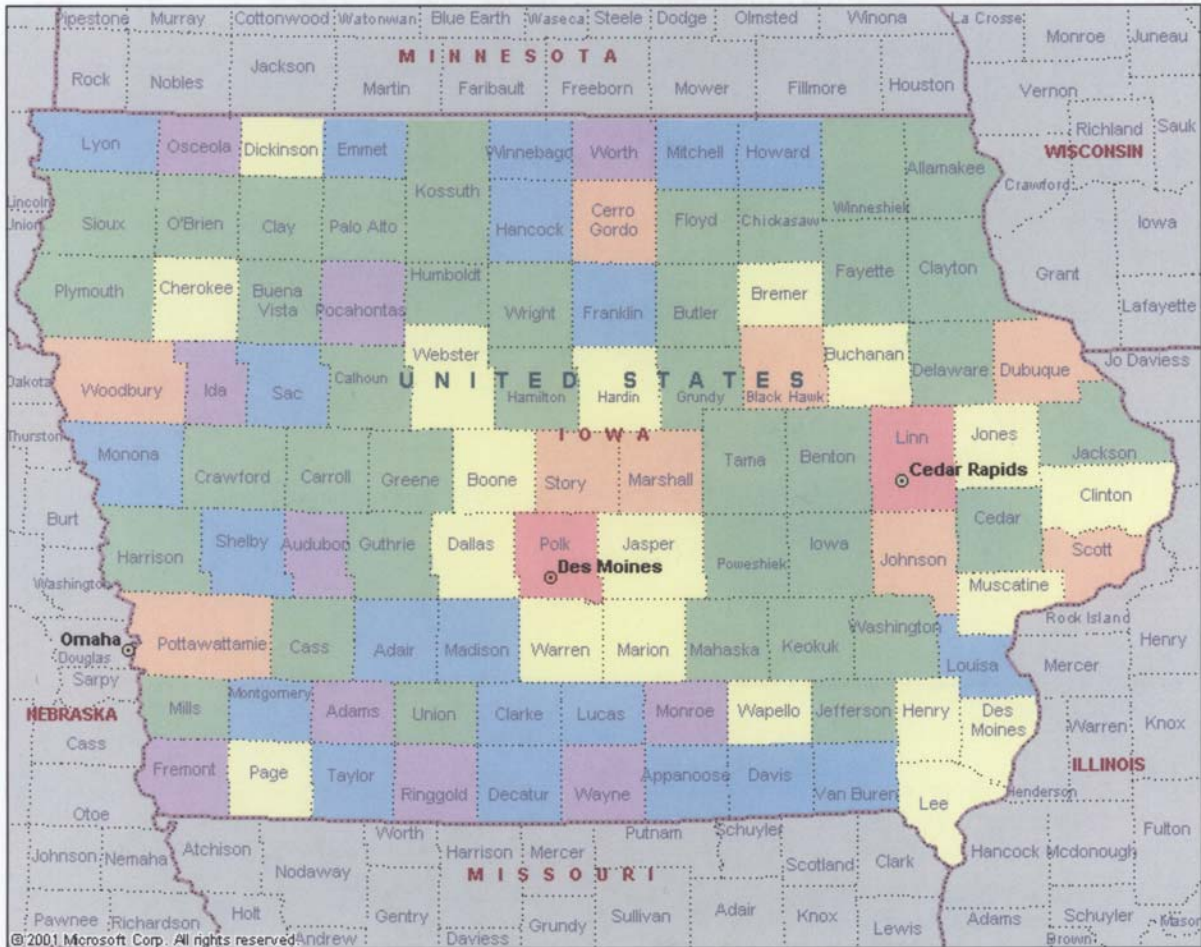 Pipestone Murray Cottonwood Watonwan Blue Earth Waseca Steele Dodge Olmsted Winona La Crosse
Monroe Juneau
MINNESOTA
Rock Nobles Jackson Martin Faribault Freeborn Mower Fillmore Houston
Vernon
Richland Sauk
WISCONSIN
Lyon Osceola Dickinson Emmet Winnebago Worth Mitchell Howard
Allamakee
Crawford
Kossuth
Lincoln
Union
Sioux O'Brien Clay Palo Alto Hancock Cerro
Gordo Floyd Chickasaw Winneshiek
Iowa
Grant
Plymouth Cherokee Buena
Vista Pocahontas Humboldt Wright Franklin Butler Bremer Fayette Clayton
Lafayette
Webster Buchanan
Jo Daviess
Dakota
Woodbury Ida Sac Calhoun
UNITED STATES
Hamilton Hardin Grundy Black Hawk Delaware Dubuque
IOWA
Thurston
Monona Crawford Carroll Greene Boone Story Marshall Tama Benton Linn Jones Jackson
Cedar Rapids
Clinton
Burt
Harrison Shelby Audubon Guthrie Dallas Polk Jasper Poweshiek Iowa Johnson Cedar Scott
Des Moines
Washington
Muscatine
Rock Island
Omaha
Douglas
Pottawattamie Cass Adair Madison Warren Marion Mahaska Keokuk Washington Louisa Mercer Henry
Sarpy
NEBRASKA
Mills Montgomery Adams Union Clarke Lucas Monroe Wapello Jefferson Henry Des
Moines Warren Knox
Cass
ILLINOIS
Fremont Page Taylor Ringgold Decatur Wayne Appanoose Davis Van Buren Lee Henderson
Otoe
Worth Putnam Schuyler
Fulton
Johnson Nemaha Atchison Nodaway Harrison Mercer Scotland Clark Hancock Mcdonough
MISSOURI
Pawnee Richardson Holt Gentry Grundy Sullivan Adair Knox Lewis Adams Schuyler Mason
Andrew Daviess Brown
© 2001 Microsoft Corp. All rights reserved